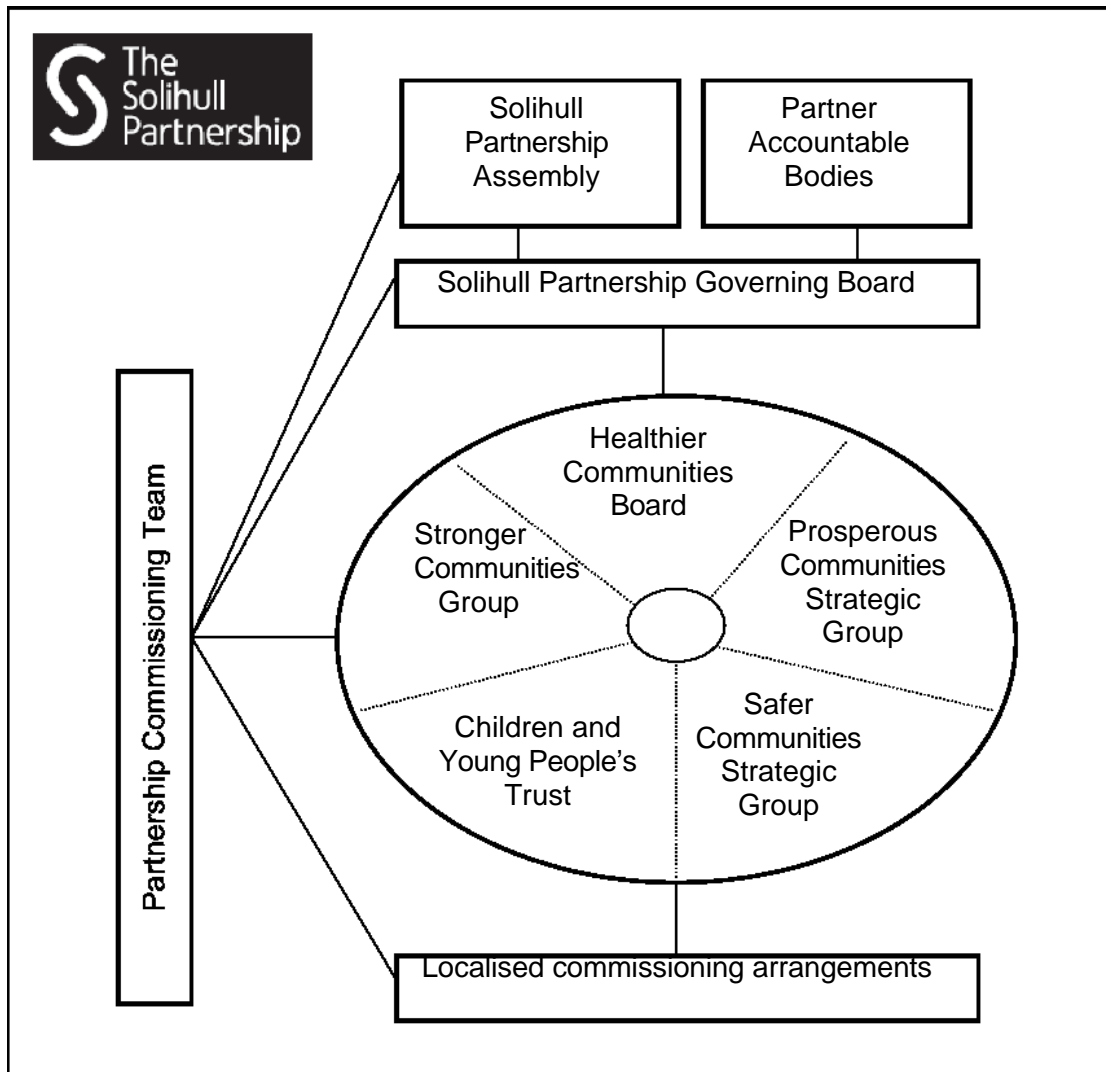 The
Solihull
Partnership
Solihull
Partnership
Assembly
Partner
Accountable
Bodies
Solihull Partnership Governing Board
Partnership Commissioning Team
Healthier
Communities
Board
Stronger
Communities
Group
Prosperous
Communities
Strategic
Group
Children and
Young People's
Trust
Safer
Communities
Strategic
Group
Localised commissioning arrangements